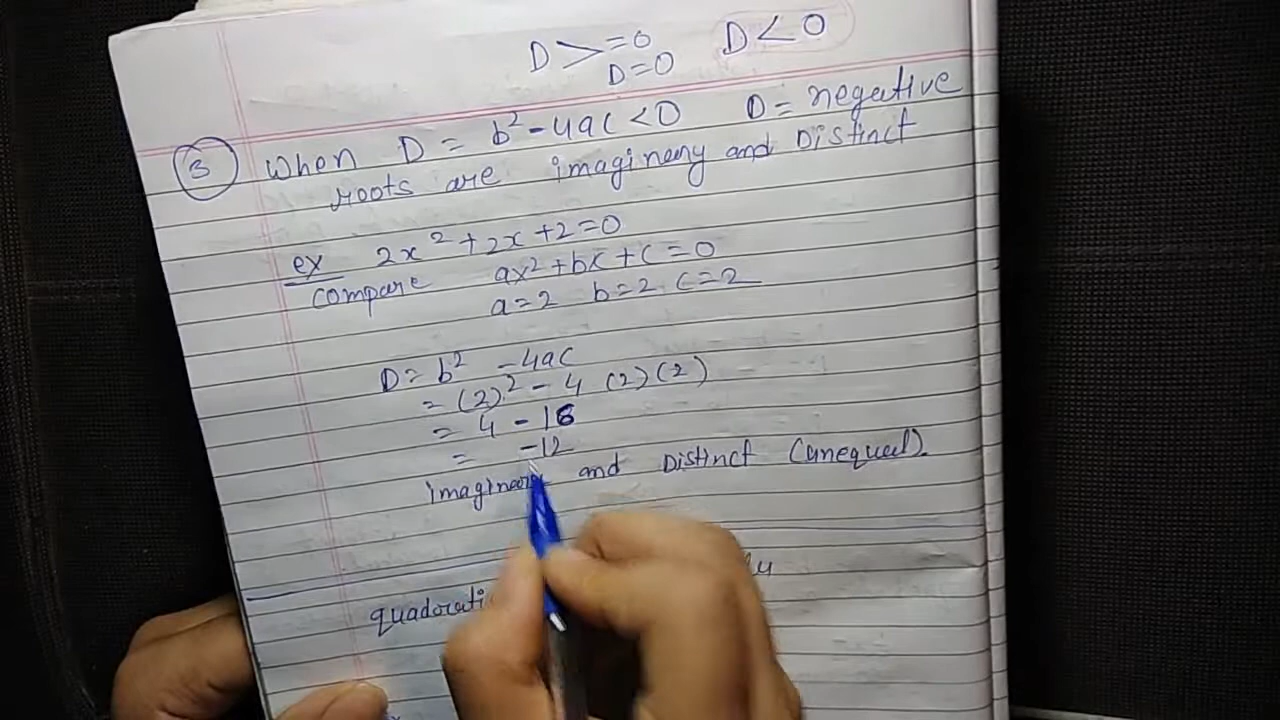 D > = 0 D < 0
D = 0
3 When D = b² - 4ac < 0 D = negative
roots are imaginery and Distinct
ex 2x² + 2x + 2 = 0
compare ax² + bx + c = 0
a = 2 b = 2 c = 2
D = b² - 4ac
= (2)² - 4 (2) (2)
= 4 - 16
= -12
imaginery and Distinct (unequal).